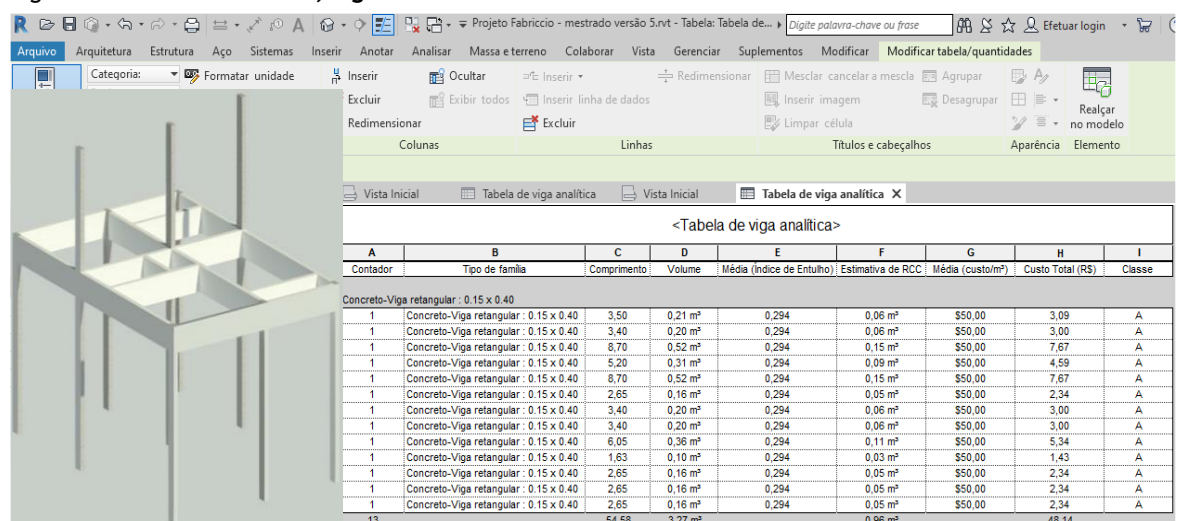 Projeto Fabriccio - mestrado versão 5.rvt - Tabela: Tabela de... Digite palavra-chave ou frase Efetuar login
Arquivo Arquitetura Estrutura Aço Sistemas Inserir Anotar Analisar Massa e terreno Colaborar Vista Gerenciar Suplementos Modificar Modificar tabela/quantidades
Categoria: Formatar unidade Inserir Ocultar Inserir Redimensionar Mesclar cancelar a mescla Agrupar
Excluir Exibir todos Inserir linha de dados Inserir imagem Desagrupar Realçar
Redimensionar Excluir Limpar célula no modelo
Colunas Linhas Títulos e cabeçalhos Aparência Elemento
Vista Inicial Tabela de viga analítica Vista Inicial Tabela de viga analítica X
<Tabela de viga analítica>
A B C D E F G H I
Contador Tipo de família Comprimento Volume Média (Índice de Entulho) Estimativa de RCC Média (custo/m³) Custo Total (R$) Classe
Concreto-Viga retangular : 0.15 x 0.40
1 Concreto-Viga retangular : 0.15 x 0.40 3,50 0,21 m³ 0,294 0,06 m³ $50,00 3,09 A
1 Concreto-Viga retangular : 0.15 x 0.40 3,40 0,20 m³ 0,294 0,06 m³ $50,00 3,00 A
1 Concreto-Viga retangular : 0.15 x 0.40 8,70 0,52 m³ 0,294 0,15 m³ $50,00 7,67 A
1 Concreto-Viga retangular : 0.15 x 0.40 5,20 0,31 m³ 0,294 0,09 m³ $50,00 4,59 A
1 Concreto-Viga retangular : 0.15 x 0.40 8,70 0,52 m³ 0,294 0,15 m³ $50,00 7,67 A
1 Concreto-Viga retangular : 0.15 x 0.40 2,65 0,16 m³ 0,294 0,05 m³ $50,00 2,34 A
1 Concreto-Viga retangular : 0.15 x 0.40 3,40 0,20 m³ 0,294 0,06 m³ $50,00 3,00 A
1 Concreto-Viga retangular : 0.15 x 0.40 3,40 0,20 m³ 0,294 0,06 m³ $50,00 3,00 A
1 Concreto-Viga retangular : 0.15 x 0.40 6,05 0,36 m³ 0,294 0,11 m³ $50,00 5,34 A
1 Concreto-Viga retangular : 0.15 x 0.40 1,63 0,10 m³ 0,294 0,03 m³ $50,00 1,43 A
1 Concreto-Viga retangular : 0.15 x 0.40 2,65 0,16 m³ 0,294 0,05 m³ $50,00 2,34 A
1 Concreto-Viga retangular : 0.15 x 0.40 2,65 0,16 m³ 0,294 0,05 m³ $50,00 2,34 A
1 Concreto-Viga retangular : 0.15 x 0.40 2,65 0,16 m³ 0,294 0,05 m³ $50,00 2,34 A
13 54,58 3,27 m³ 0,96 m³ 48,14